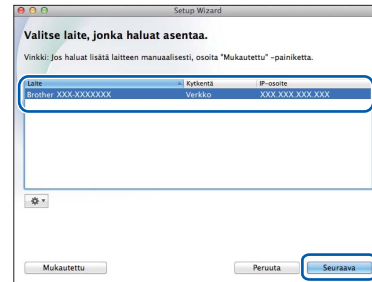 Setup Wizard
Valitse laite, jonka haluat asentaa.
Vinkki: Jos haluat lisätä laitteen manuaalisesti, osoita "Mukautettu" -painiketta.
Laite Kytkentä IP-osoite
Brother XXX-XXXXXXX Verkko XXX.XXX.XXX.XXX
Mukautettu Peruuta Seuraava